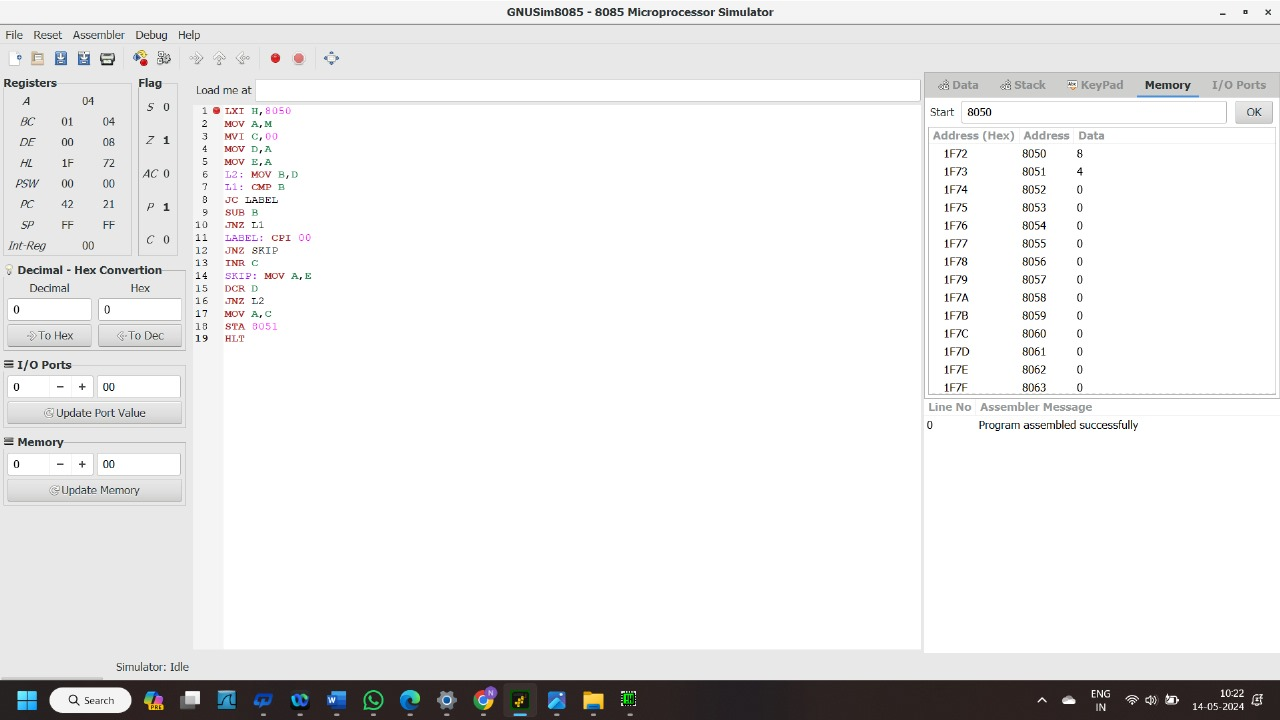 GNUSim8085 - 8085 Microprocessor Simulator
File Reset Assembler Debug Help
Registers
A 04
BC 01 04
DE 00 08
HL 1F 72
PSW 00 00
PC 42 21
SP FF FF
Int-Reg 00
Flag
S 0
Z 1
AC 0
P 1
C 0
Decimal - Hex Convertion
Decimal Hex
0 0
To Hex To Dec
I/O Ports
0 − + 00
Update Port Value
Memory
0 − + 00
Update Memory
Load me at
1 LXI H,8050
2 MOV A,M
3 MVI C,00
4 MOV D,A
5 MOV E,A
6 L2: MOV B,D
7 L1: CMP B
8 JC LABEL
9 SUB B
10 JNZ L1
11 LABEL: CPI 00
12 JNZ SKIP
13 INR C
14 SKIP: MOV A,E
15 DCR D
16 JNZ L2
17 MOV A,C
18 STA 8051
19 HLT
Data Stack KeyPad Memory I/O Ports
Start 8050 OK
Address (Hex) Address Data
1F72 8050 8
1F73 8051 4
1F74 8052 0
1F75 8053 0
1F76 8054 0
1F77 8055 0
1F78 8056 0
1F79 8057 0
1F7A 8058 0
1F7B 8059 0
1F7C 8060 0
1F7D 8061 0
1F7E 8062 0
1F7F 8063 0
Line No Assembler Message
0 Program assembled successfully
Simulator: Idle
Search
PRE
N
ENG
IN
10:22
14-05-2024